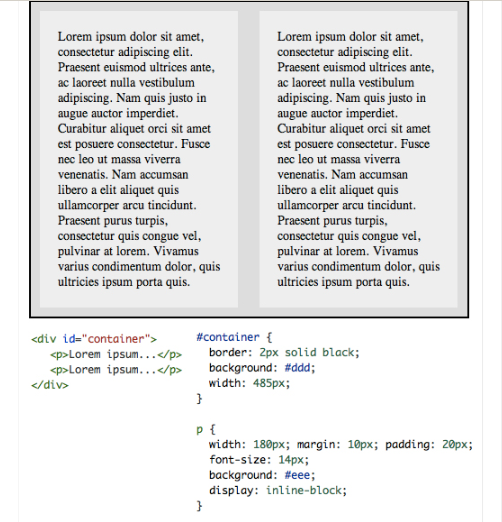 Lorem ipsum dolor sit amet,
consectetur adipiscing elit.
Praesent euismod ultrices ante,
ac laoreet nulla vestibulum
adipiscing. Nam quis justo in
augue auctor imperdiet.
Curabitur aliquet orci sit amet
est posuere consectetur. Fusce
nec leo ut massa viverra
venenatis. Nam accumsan
libero a elit aliquet quis
ullamcorper arcu tincidunt.
Praesent purus turpis,
consectetur quis congue vel,
pulvinar at lorem. Vivamus
varius condimentum dolor, quis
ultricies ipsum porta quis.
Lorem ipsum dolor sit amet,
consectetur adipiscing elit.
Praesent euismod ultrices ante,
ac laoreet nulla vestibulum
adipiscing. Nam quis justo in
augue auctor imperdiet.
Curabitur aliquet orci sit amet
est posuere consectetur. Fusce
nec leo ut massa viverra
venenatis. Nam accumsan
libero a elit aliquet quis
ullamcorper arcu tincidunt.
Praesent purus turpis,
consectetur quis congue vel,
pulvinar at lorem. Vivamus
varius condimentum dolor, quis
ultricies ipsum porta quis.
<div id="container">
<p>Lorem ipsum...</p>
<p>Lorem ipsum...</p>
</div>
#container {
border: 2px solid black;
background: #ddd;
width: 485px;
}
p {
width: 180px; margin: 10px; padding: 20px;
font-size: 14px;
background: #eee;
display: inline-block;
}